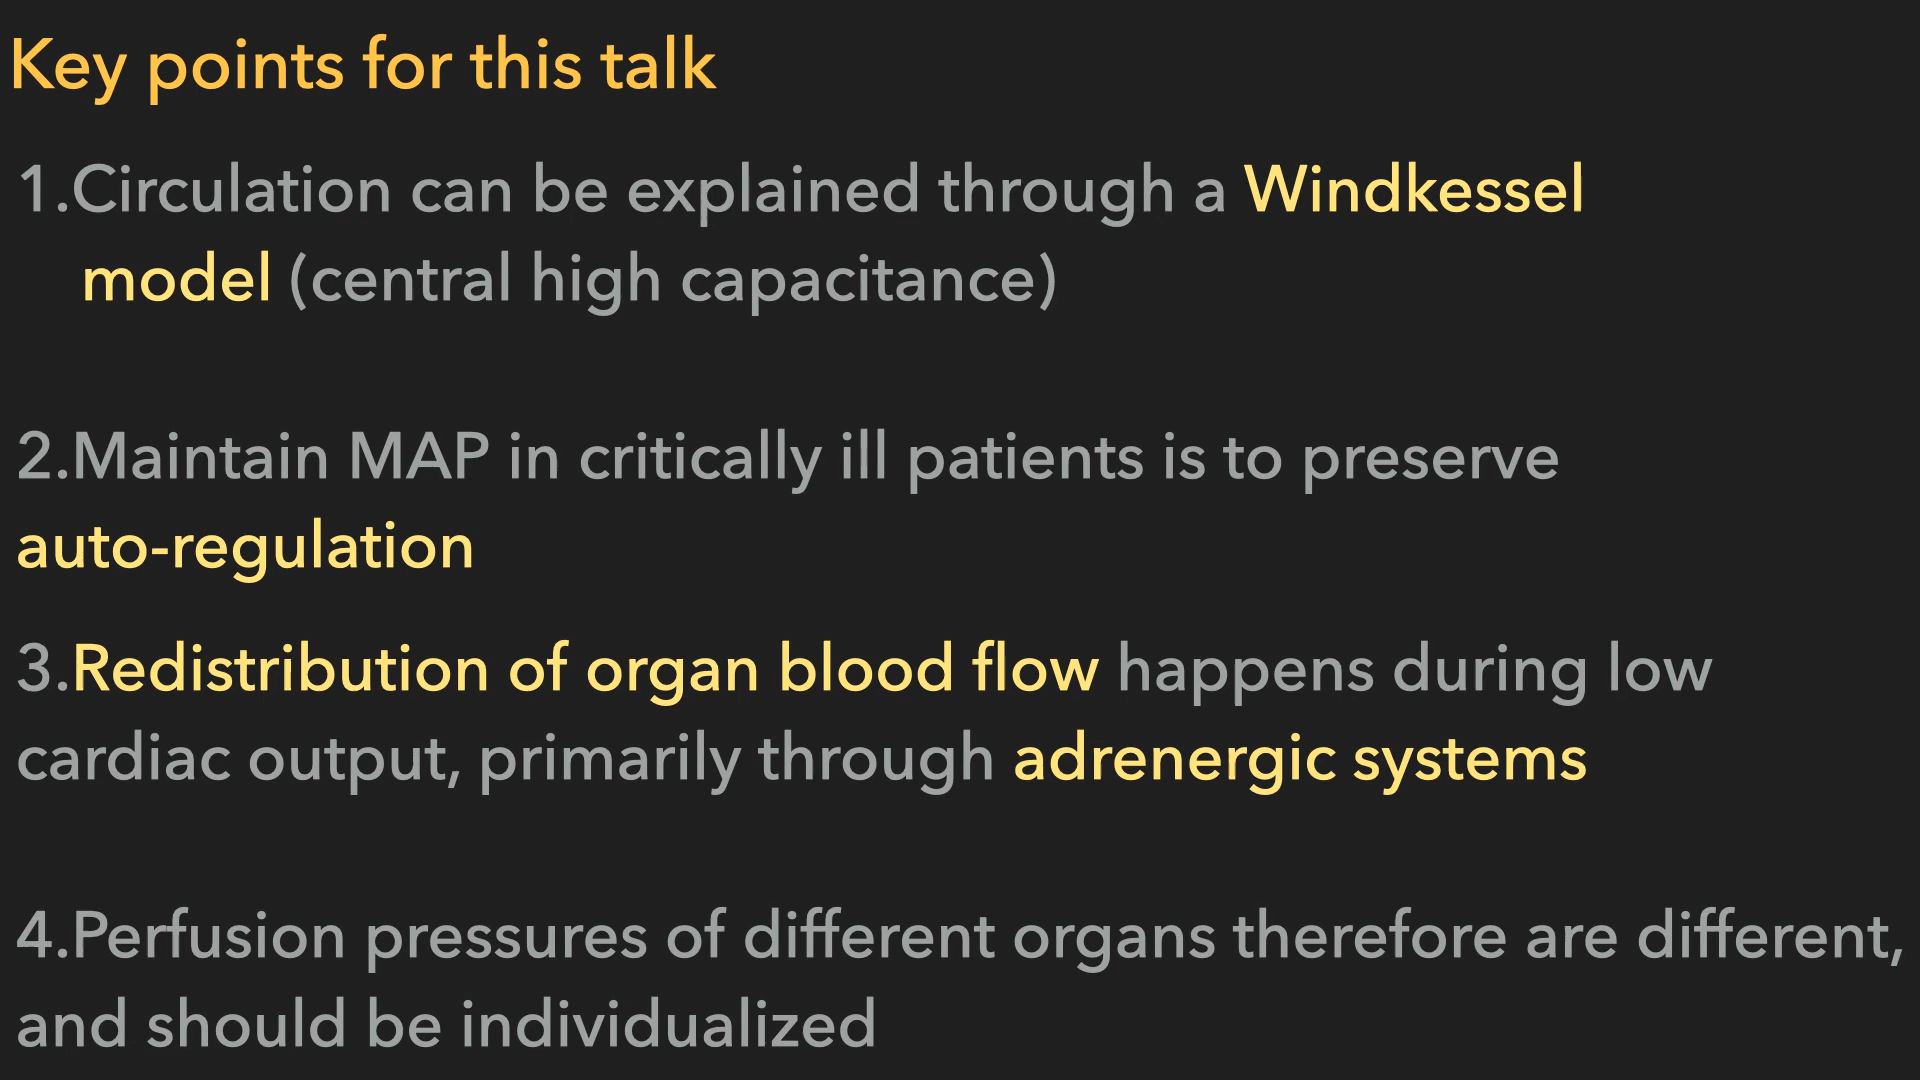 Key points for this talk
1.Circulation can be explained through a Windkessel
model (central high capacitance)
2.Maintain MAP in critically ill patients is to preserve
auto-regulation
3.Redistribution of organ blood flow happens during low
cardiac output, primarily through adrenergic systems
4.Perfusion pressures of different organs therefore are different,
and should be individualized